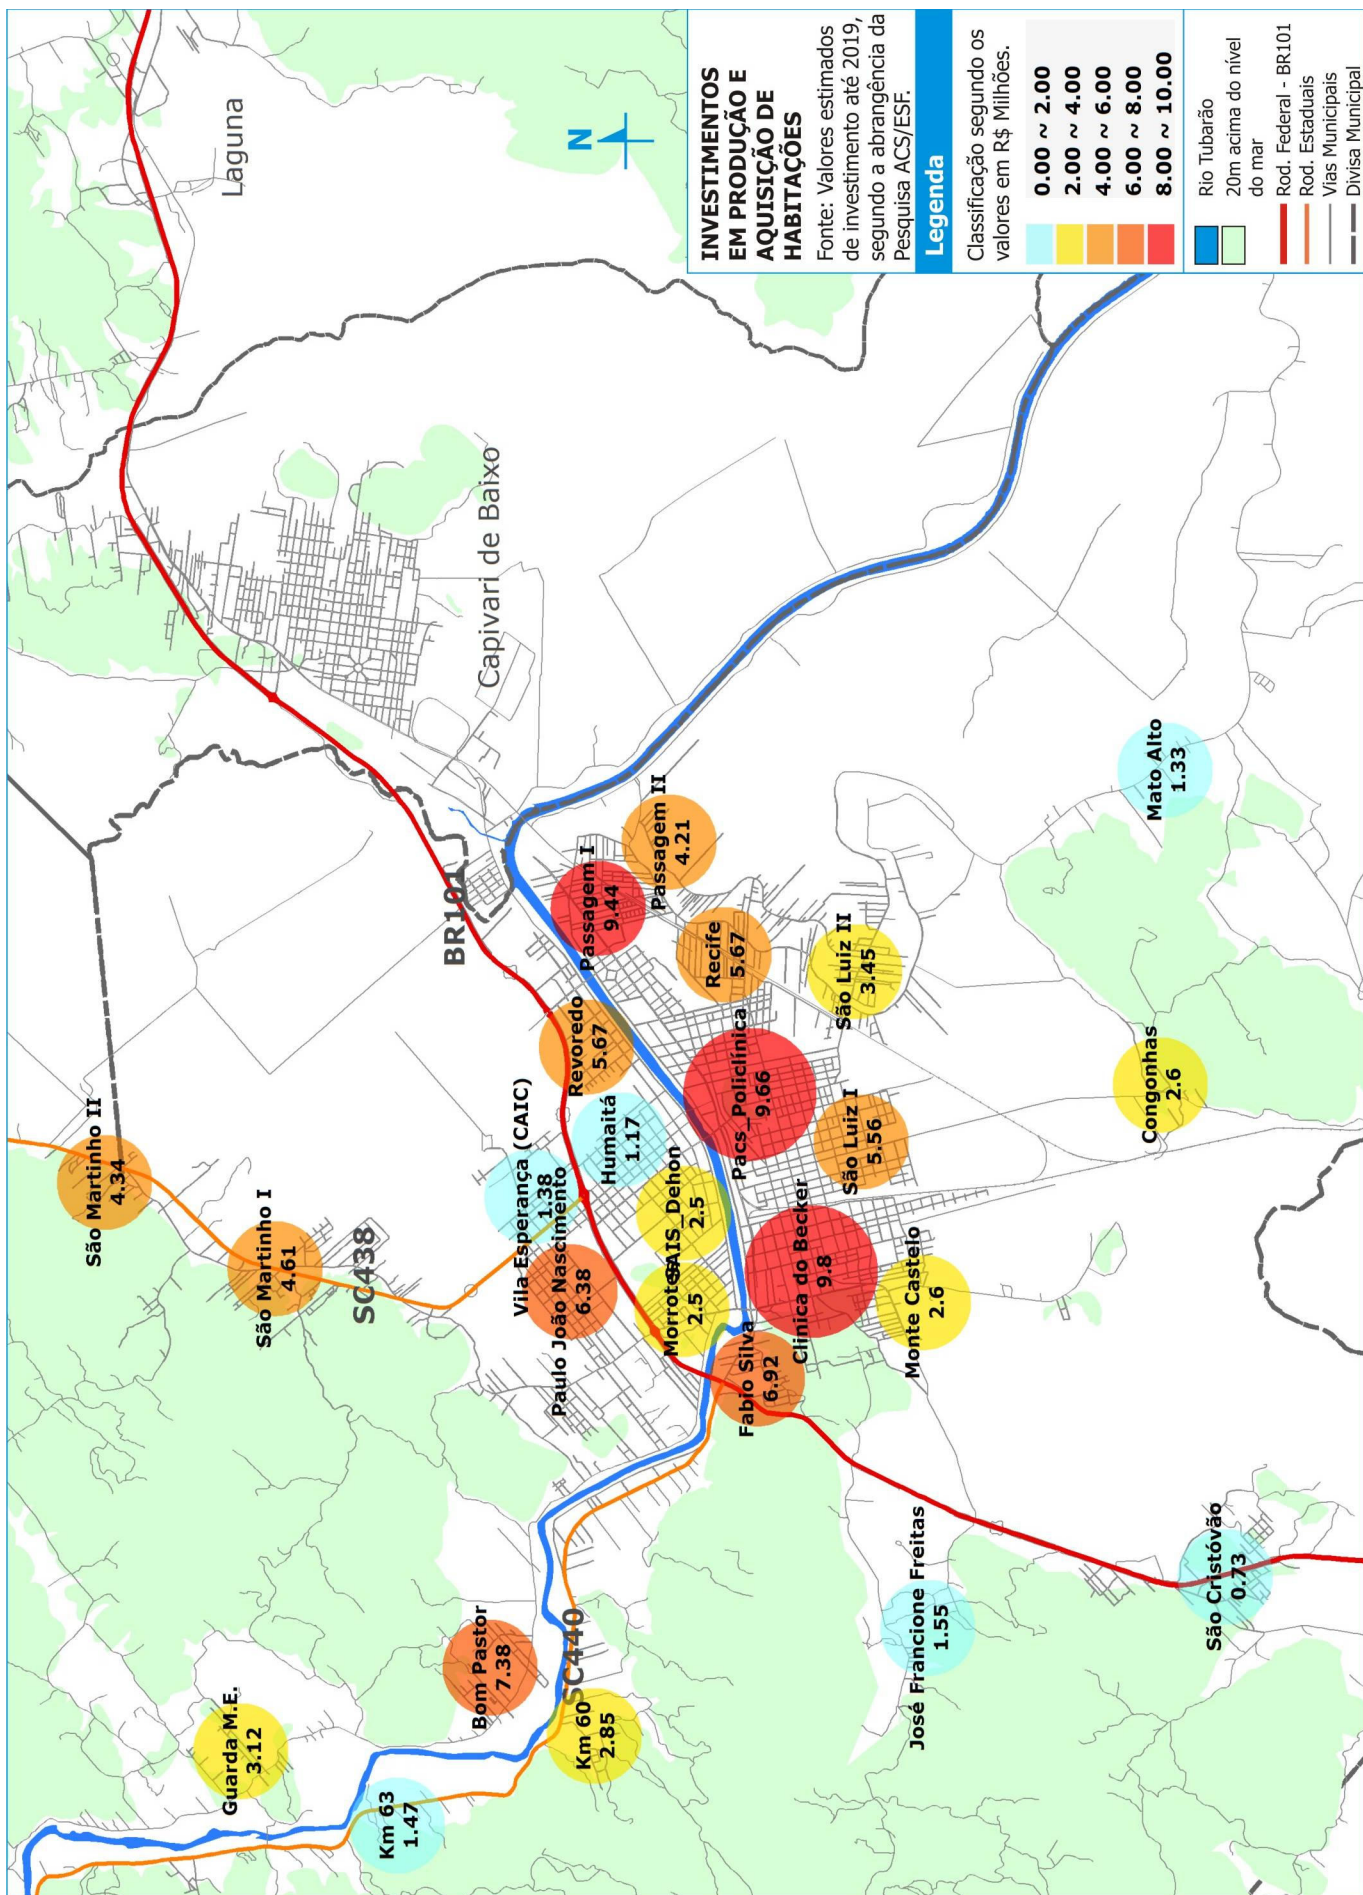 INVESTIMENTOS
EM PRODUÇÃO E
AQUISIÇÃO DE
HABITAÇÕES
Fonte: Valores estimados
de investimento até 2019,
segundo a abrangência da
Pesquisa ACS/ESF.
Legenda
Classificação segundo os
valores em R$ Milhões.
0.00 ~ 2.00
2.00 ~ 4.00
4.00 ~ 6.00
6.00 ~ 8.00
8.00 ~ 10.00
Rio Tubarão
20m acima do nível
do mar
Rod. Federal - BR101
Rod. Estaduais
Vias Municipais
Divisa Municipal
N
Laguna
Capivari de Baixo
BR101
SC438
SC440
São Martinho II
4.34
São Martinho I
4.61
Guarda M.E.
3.12
Km 63
1.47
Bom Pastor
7.38
Km 60
2.85
Vila Esperança (CAIC)
1.38
Paulo João Nascimento
6.38
Humaitá
1.17
Revoredo
5.67
Morrotes
2.5
SAIS_Dehon
2.5
Passagem I
9.44
Passagem II
4.21
Recife
5.67
Pacs_Policlínica
9.66
São Luiz II
3.45
São Luiz I
5.56
Clinica do Becker
9.8
Fabio Silva
6.92
Monte Castelo
2.6
José Francione Freitas
1.55
São Cristóvão
0.73
Congonhas
2.6
Mato Alto
1.33